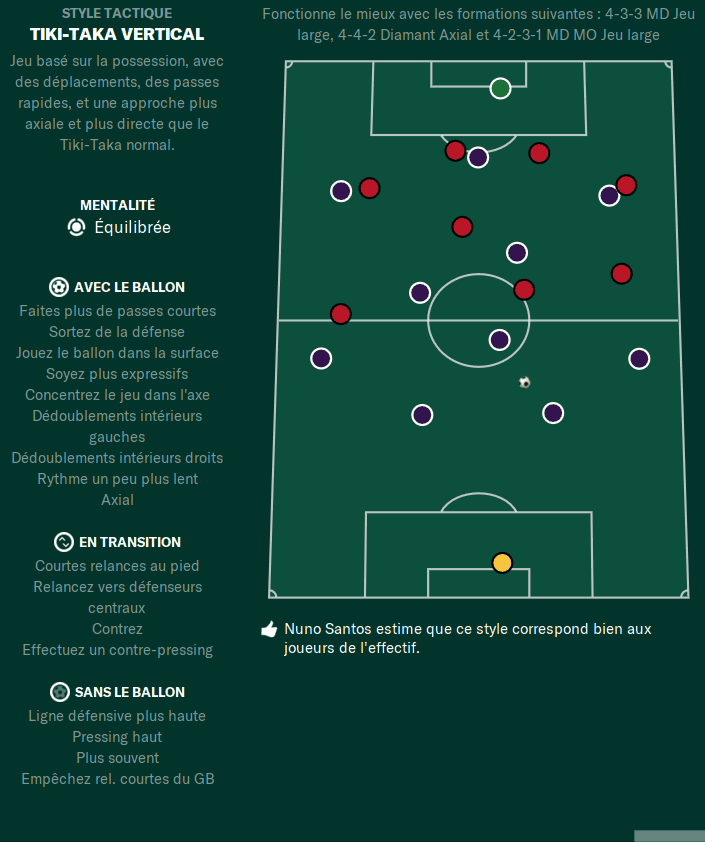 STYLE TACTIQUE
TIKI-TAKA VERTICAL
Jeu basé sur la possession, avec
des déplacements, des passes
rapides, et une approche plus
axiale et plus directe que le
Tiki-Taka normal.
MENTALITÉ
Équilibrée
AVEC LE BALLON
Faites plus de passes courtes
Sortez de la défense
Jouez le ballon dans la surface
Soyez plus expressifs
Concentrez le jeu dans l'axe
Dédoublements intérieurs
gauches
Dédoublements intérieurs droits
Rythme un peu plus lent
Axial
EN TRANSITION
Courtes relances au pied
Relancez vers défenseurs
centraux
Contrez
Effectuez un contre-pressing
SANS LE BALLON
Ligne défensive plus haute
Pressing haut
Plus souvent
Empêchez rel. courtes du GB
Fonctionne le mieux avec les formations suivantes : 4-3-3 MD Jeu
large, 4-4-2 Diamant Axial et 4-2-3-1 MD MO Jeu large
Nuno Santos estime que ce style correspond bien aux
joueurs de l'effectif.